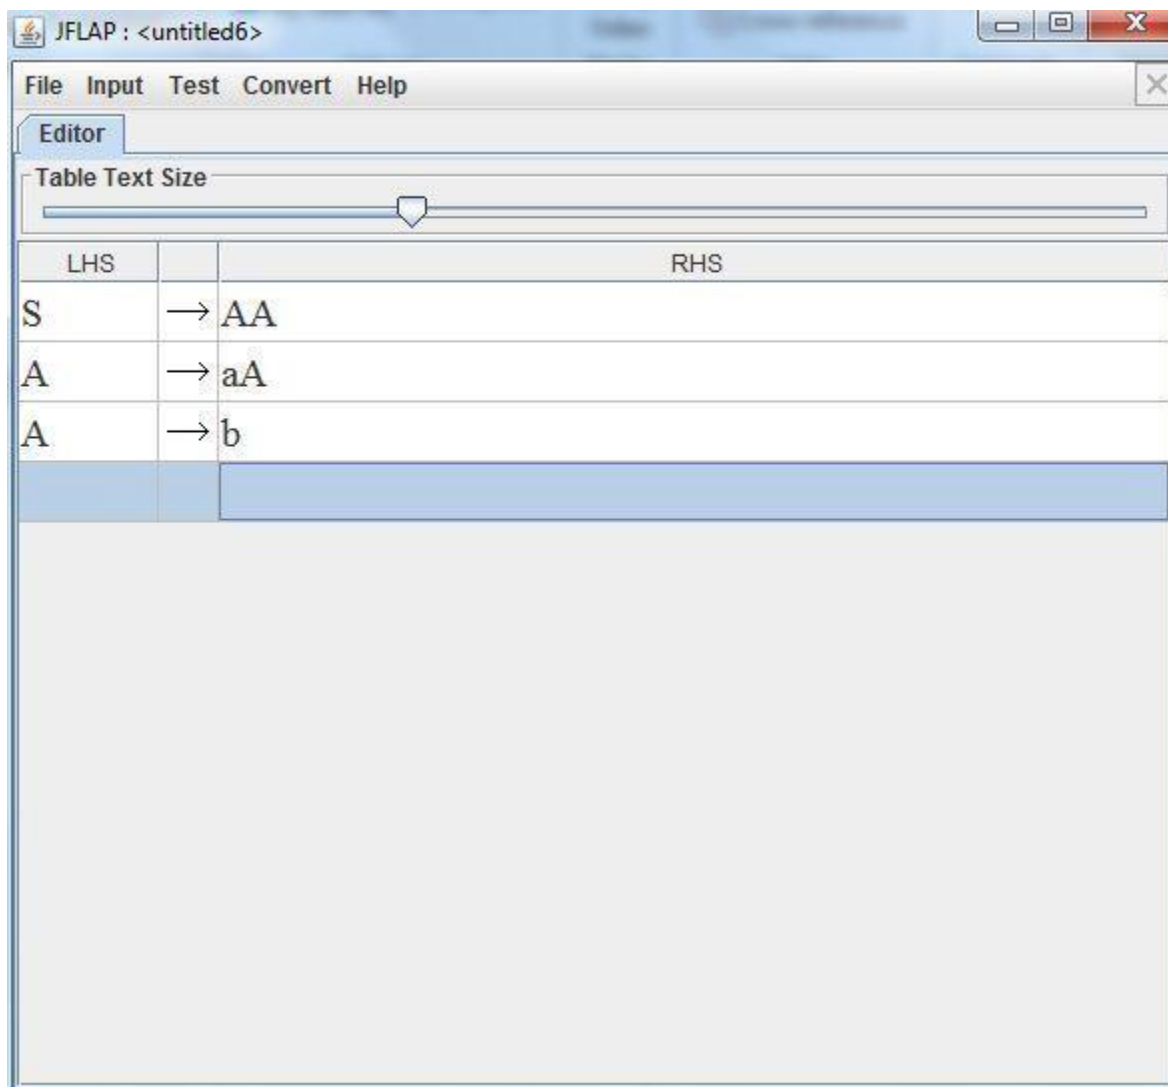 JFLAP : <untitled6>
File Input Test Convert Help
Editor
Table Text Size
LHS RHS
S → AA
A → aA
A → b